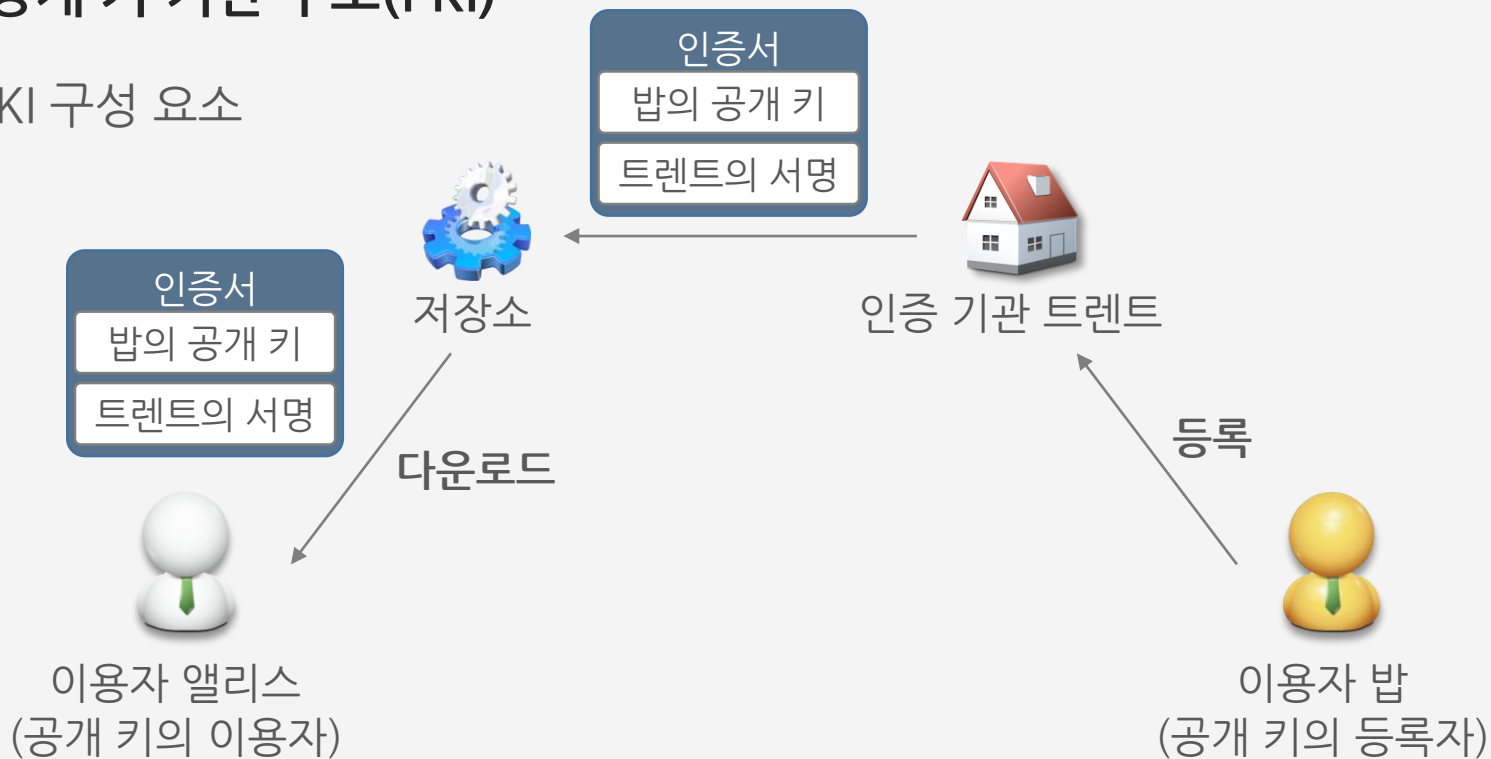 (PKI)
구성 요소
인증서
밥의 공개 키
트렌트의 서명
저장소
인증 기관 트렌트
인증서
밥의 공개 키
트렌트의 서명
다운로드
등록
이용자 앨리스
(공개 키의 이용자)
이용자 밥
(공개 키의 등록자)